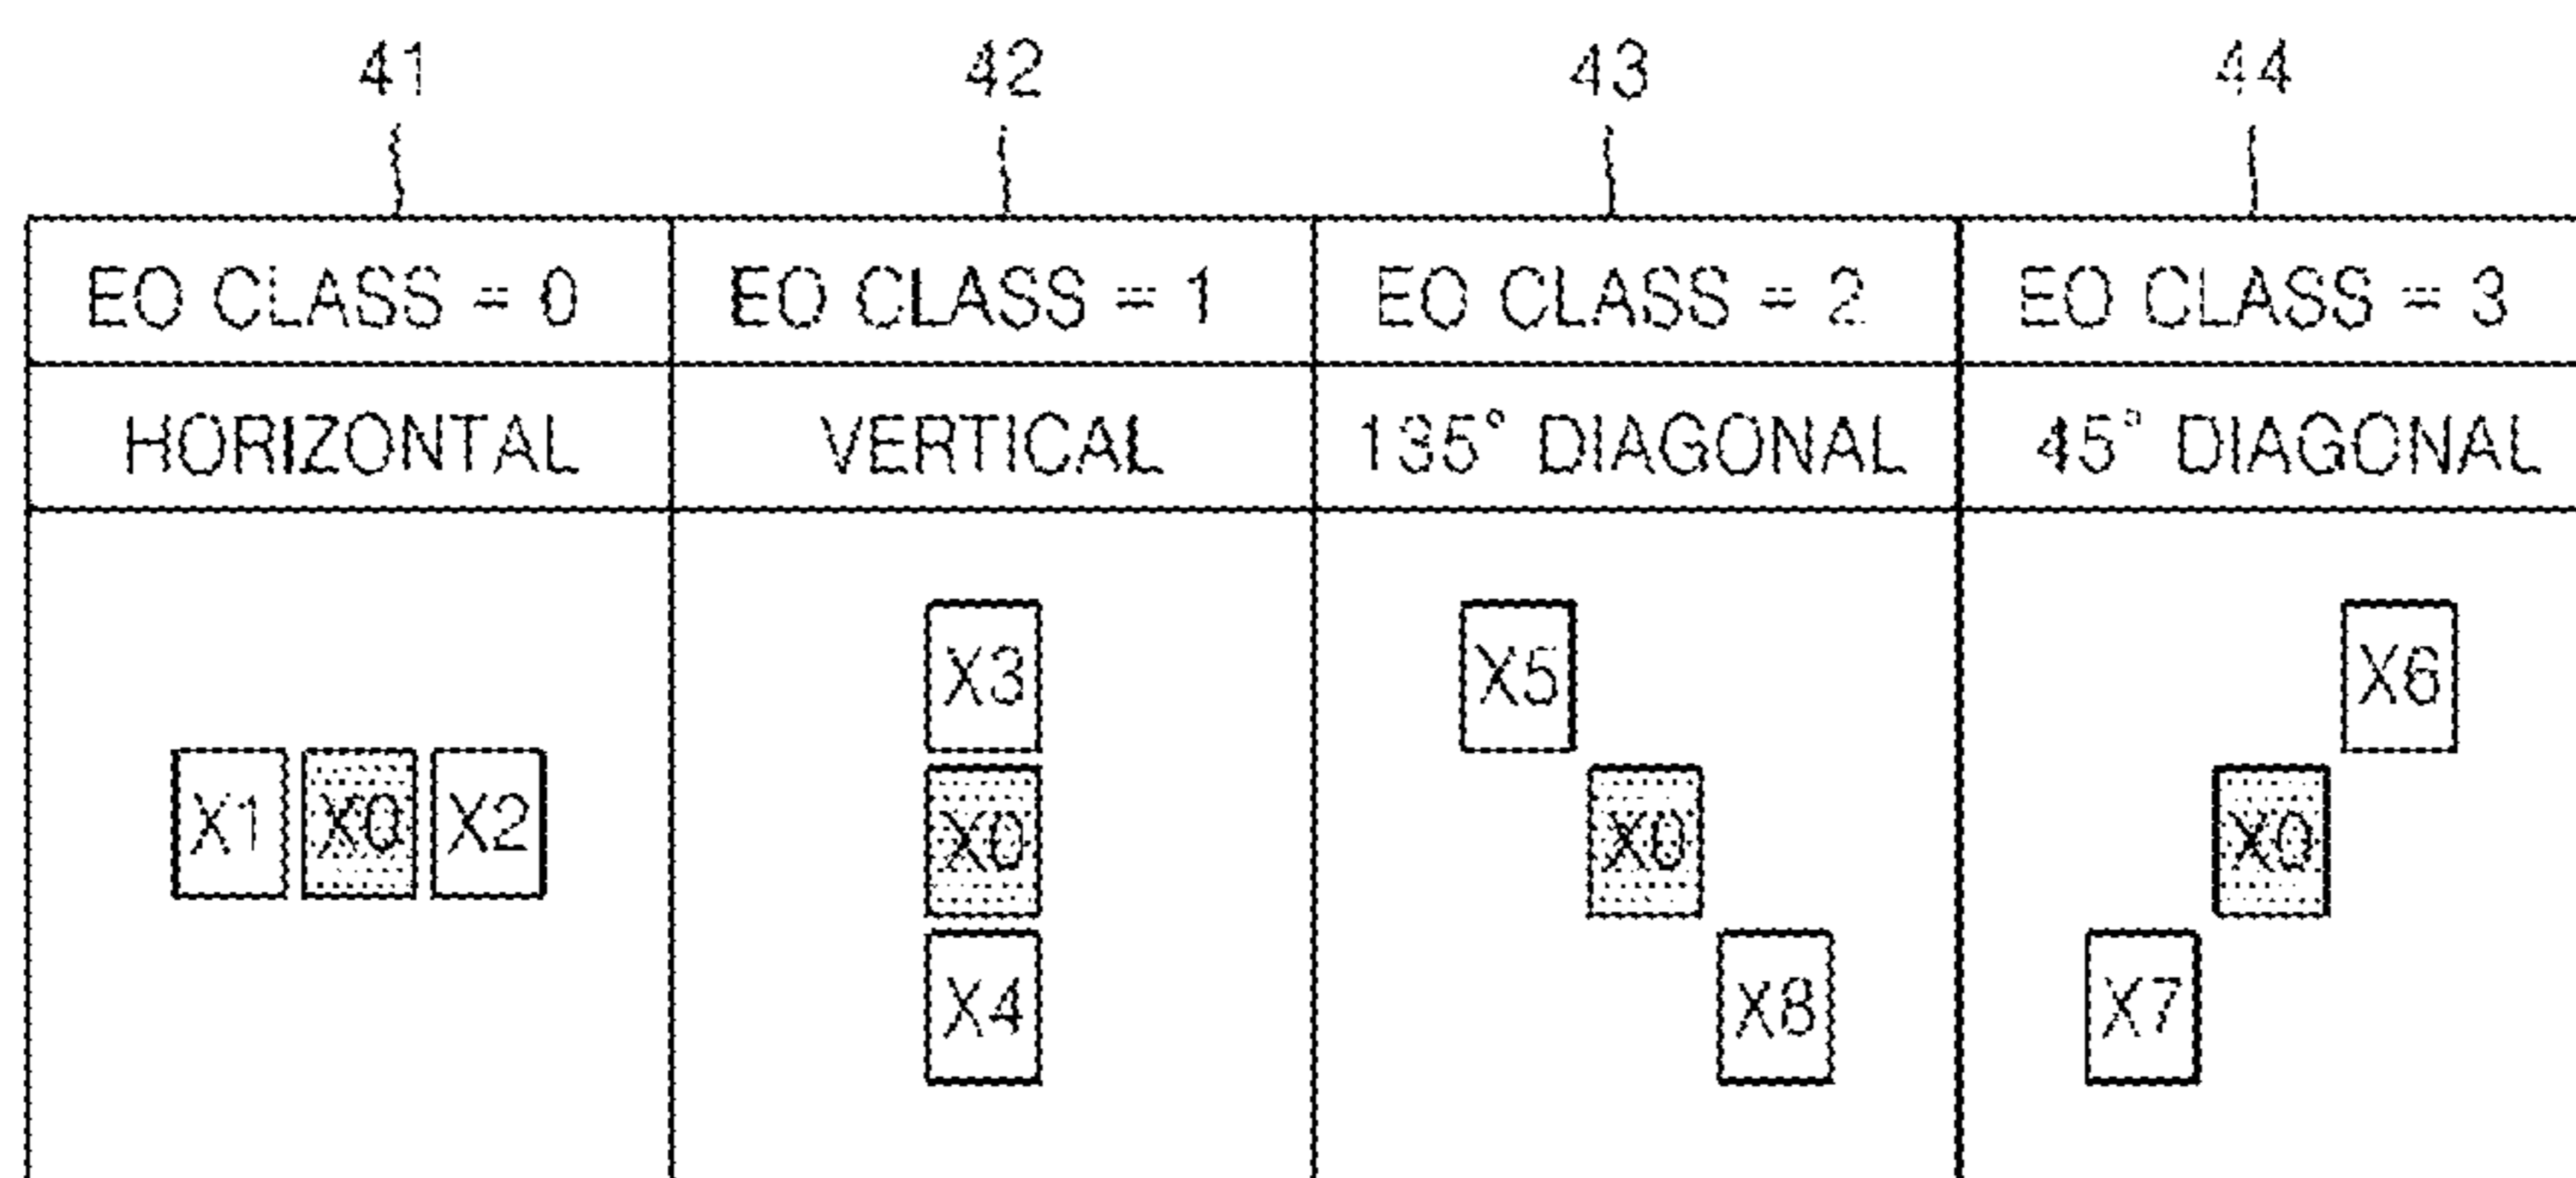 41 42 43 44
EO CLASS = 0 EO CLASS = 1 EO CLASS = 2 EO CLASS = 3
HORIZONTAL VERTICAL 135° DIAGONAL 45° DIAGONAL
X3 X5 X6
X1 X0 X2 X0 X0 X0
X4 X8 X7